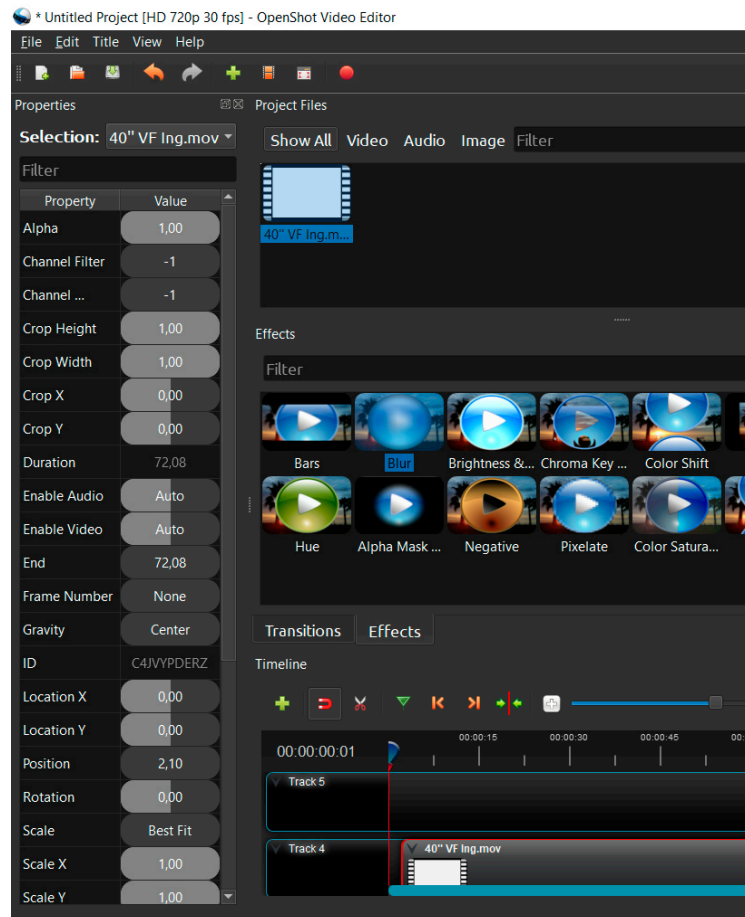 * Untitled Project [HD 720p 30 fps] - OpenShot Video Editor
File Edit Title View Help
Properties
Selection: 40" VF Ing.mov
Filter
Property Value
Alpha 1,00
Channel Filter -1
Channel ... -1
Crop Height 1,00
Crop Width 1,00
Crop X 0,00
Crop Y 0,00
Duration 72,08
Enable Audio Auto
Enable Video Auto
End 72,08
Frame Number None
Gravity Center
ID C4JVYPDERZ
Location X 0,00
Location Y 0,00
Position 2,10
Rotation 0,00
Scale Best Fit
Scale X 1,00
Scale Y 1,00
Project Files
Show All Video Audio Image Filter
40" VF Ing.m...
Effects
Filter
Bars Blur Brightness &... Chroma Key ... Color Shift
Hue Alpha Mask ... Negative Pixelate Color Satura...
Transitions Effects
Timeline
00:00:15 00:00:30 00:00:45 00:
00:00:00:01
Track 5
Track 4 40" VF Ing.mov